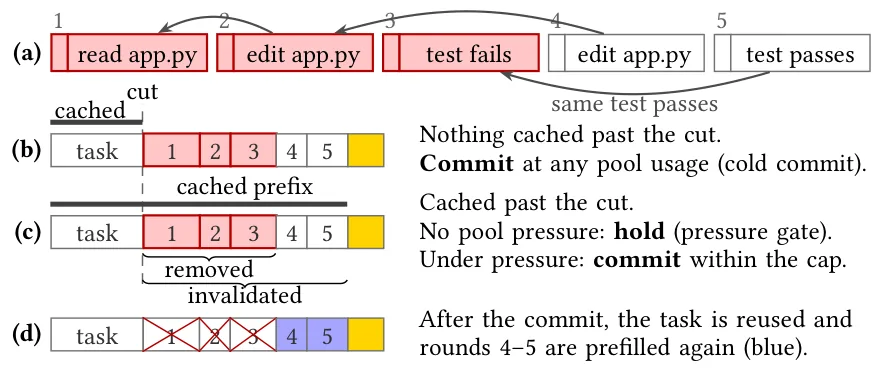 1 2 3 4 5
(a) read app.py edit app.py test fails edit app.py test passes
same test passes
cut
cached
(b) task 1 2 3 4 5
Nothing cached past the cut.
Commit at any pool usage (cold commit).
cached prefix
(c) task 1 2 3 4 5
removed
invalidated
Cached past the cut.
No pool pressure: hold (pressure gate).
Under pressure: commit within the cap.
(d) task 1 2 3 4 5
After the commit, the task is reused and
rounds 4–5 are prefilled again (blue).